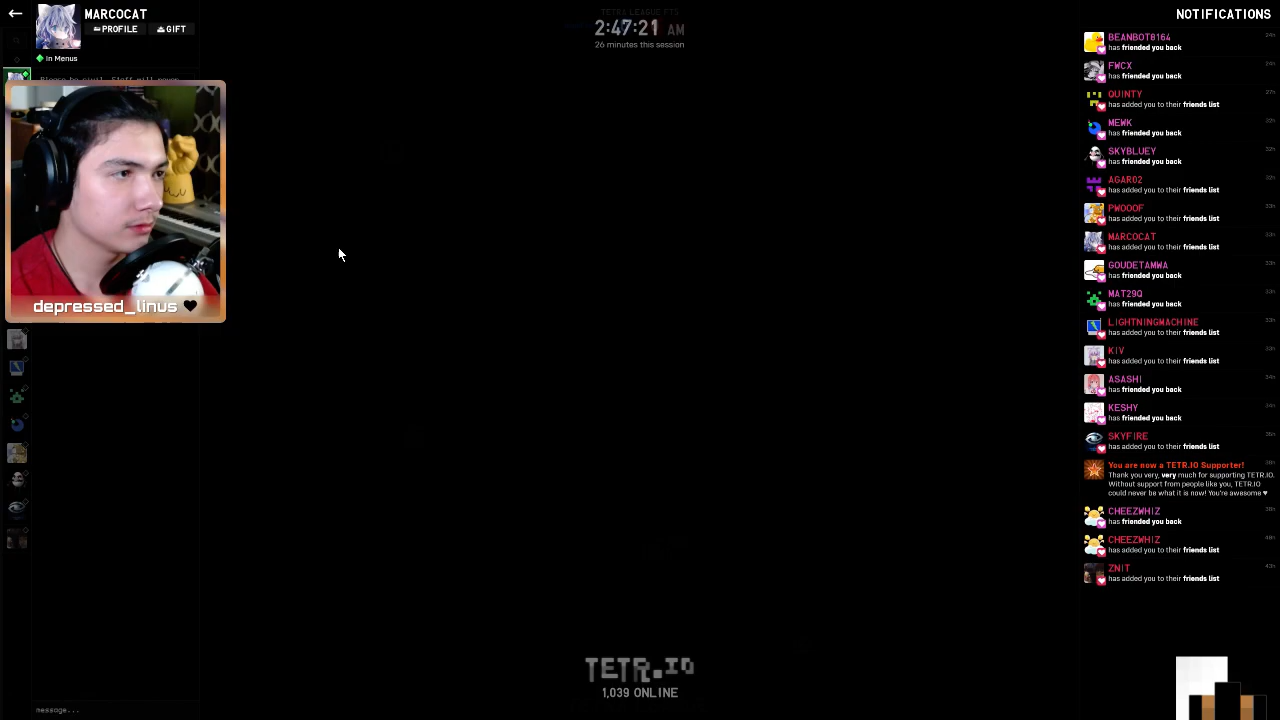 MARCOCAT
PROFILE
GIFT
In Menus
Please be civil. Staff will never
depressed_linus
message...
TETRA LEAGUE
2:47:21 AM
26 minutes this session
TETR.IO
1,039 ONLINE
NOTIFICATIONS
BEANBOT8164
has friended you back
FWCX
has friended you back
QUINTY
has added you to their friends list
MEWK
has friended you back
SKYBLUEY
has friended you back
AGAR02
has added you to their friends list
PWOOOF
has added you to their friends list
MARCOCAT
has added you to their friends list
GOUDETAMWA
has friended you back
MAT29Q
has friended you back
LIGHTNINGMACHINE
has added you to their friends list
KIV
has added you to their friends list
ASASHI
has friended you back
KESHY
has friended you back
SKYFIRE
has added you to their friends list
You are now a TETR.IO Supporter!
Thank you very, very much for supporting TETR.IO.
Without support from people like you, TETR.IO
could never be what it is now! You're awesome ♥
CHEEZWHIZ
has friended you back
CHEEZWHIZ
has added you to their friends list
ZNIT
has added you to their friends list